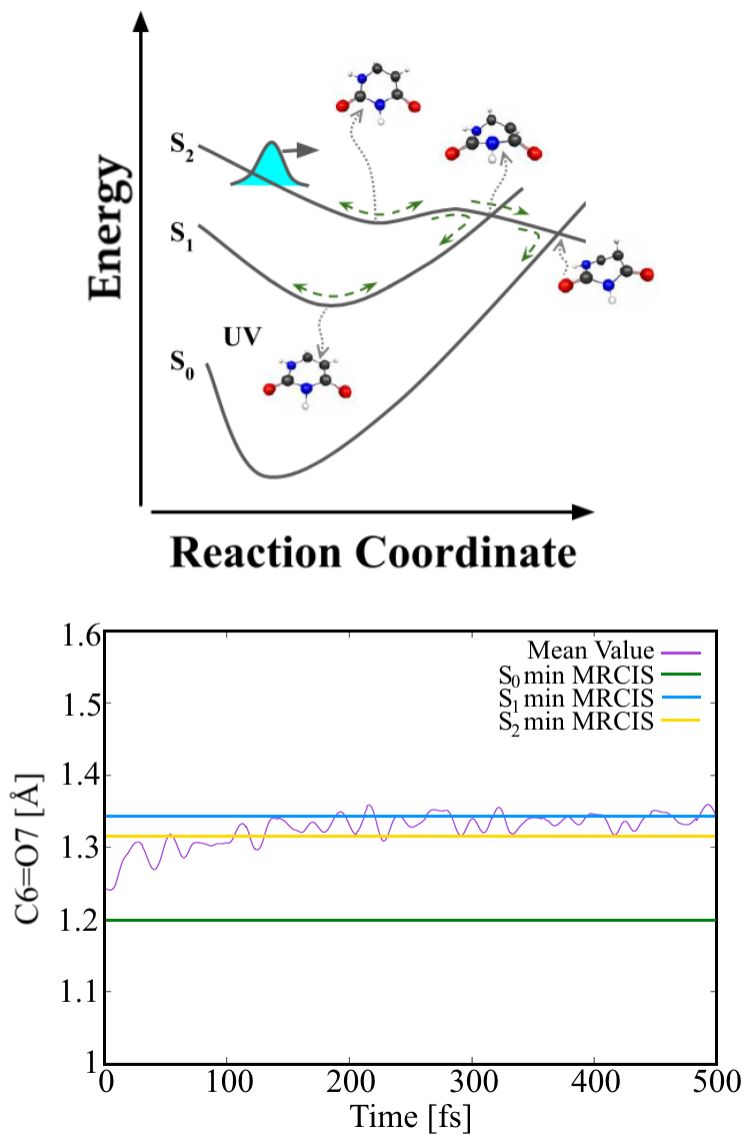 Energy
S2
S1
UV
S0
Reaction Coordinate
1.6
1.5
1.4
1.3
1.2
1.1
1
C6=O7 [Å]
Mean Value
S0 min MRCIS
S1 min MRCIS
S2 min MRCIS
0 100 200 300 400 500
Time [fs]